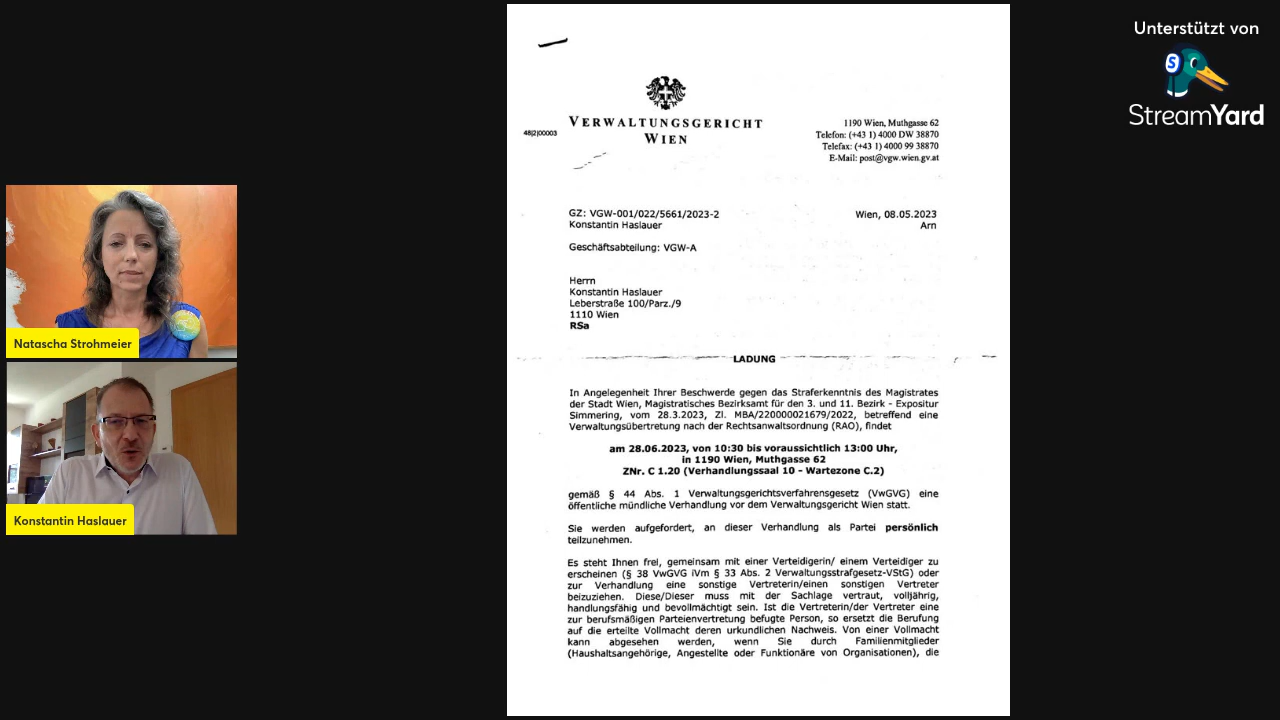 Unterstützt von
StreamYard
VERWALTUNGSGERICHT
WIEN
48|2|00003
1190 Wien, Muthgasse 62
Telefon: (+43 1) 4000 DW 38870
Telefax: (+43 1) 4000 99 38870
E-Mail: post@vgw.wien.gv.at
GZ: VGW-001/022/5661/2023-2
Konstantin Haslauer
Wien, 08.05.2023
Arn
Geschäftsabteilung: VGW-A
Herrn
Konstantin Haslauer
Leberstraße 100/Parz./9
1110 Wien
RSa
LADUNG
In Angelegenheit Ihrer Beschwerde gegen das Straferkenntnis des Magistrates
der Stadt Wien, Magistratisches Bezirksamt für den 3. und 11. Bezirk - Expositur
Simmering, vom 28.3.2023, Zl. MBA/220000021679/2022, betreffend eine
Verwaltungsübertretung nach der Rechtsanwaltsordnung (RAO), findet
am 28.06.2023, von 10:30 bis voraussichtlich 13:00 Uhr,
in 1190 Wien, Muthgasse 62
ZNr. C 1.20 (Verhandlungssaal 10 - Wartezone C.2)
gemäß § 44 Abs. 1 Verwaltungsgerichtsverfahrensgesetz (VwGVG) eine
öffentliche mündliche Verhandlung vor dem Verwaltungsgericht Wien statt.
Sie werden aufgefordert, an dieser Verhandlung als Partei persönlich
teilzunehmen.
Es steht Ihnen frei, gemeinsam mit einer Verteidigerin/ einem Verteidiger zu
erscheinen (§ 38 VwGVG iVm § 33 Abs. 2 Verwaltungsstrafgesetz-VStG) oder
zur Verhandlung eine sonstige Vertreterin/einen sonstigen Vertreter
beizuziehen. Diese/Dieser muss mit der Sachlage vertraut, volljährig,
handlungsfähig und bevollmächtigt sein. Ist die Vertreterin/der Vertreter eine
zur berufsmäßigen Parteienvertretung befugte Person, so ersetzt die Berufung
auf die erteilte Vollmacht deren urkundlichen Nachweis. Von einer Vollmacht
kann abgesehen werden, wenn Sie durch Familienmitglieder
(Haushaltsangehörige, Angestellte oder Funktionäre von Organisationen), die
Natascha Strohmeier
Konstantin Haslauer